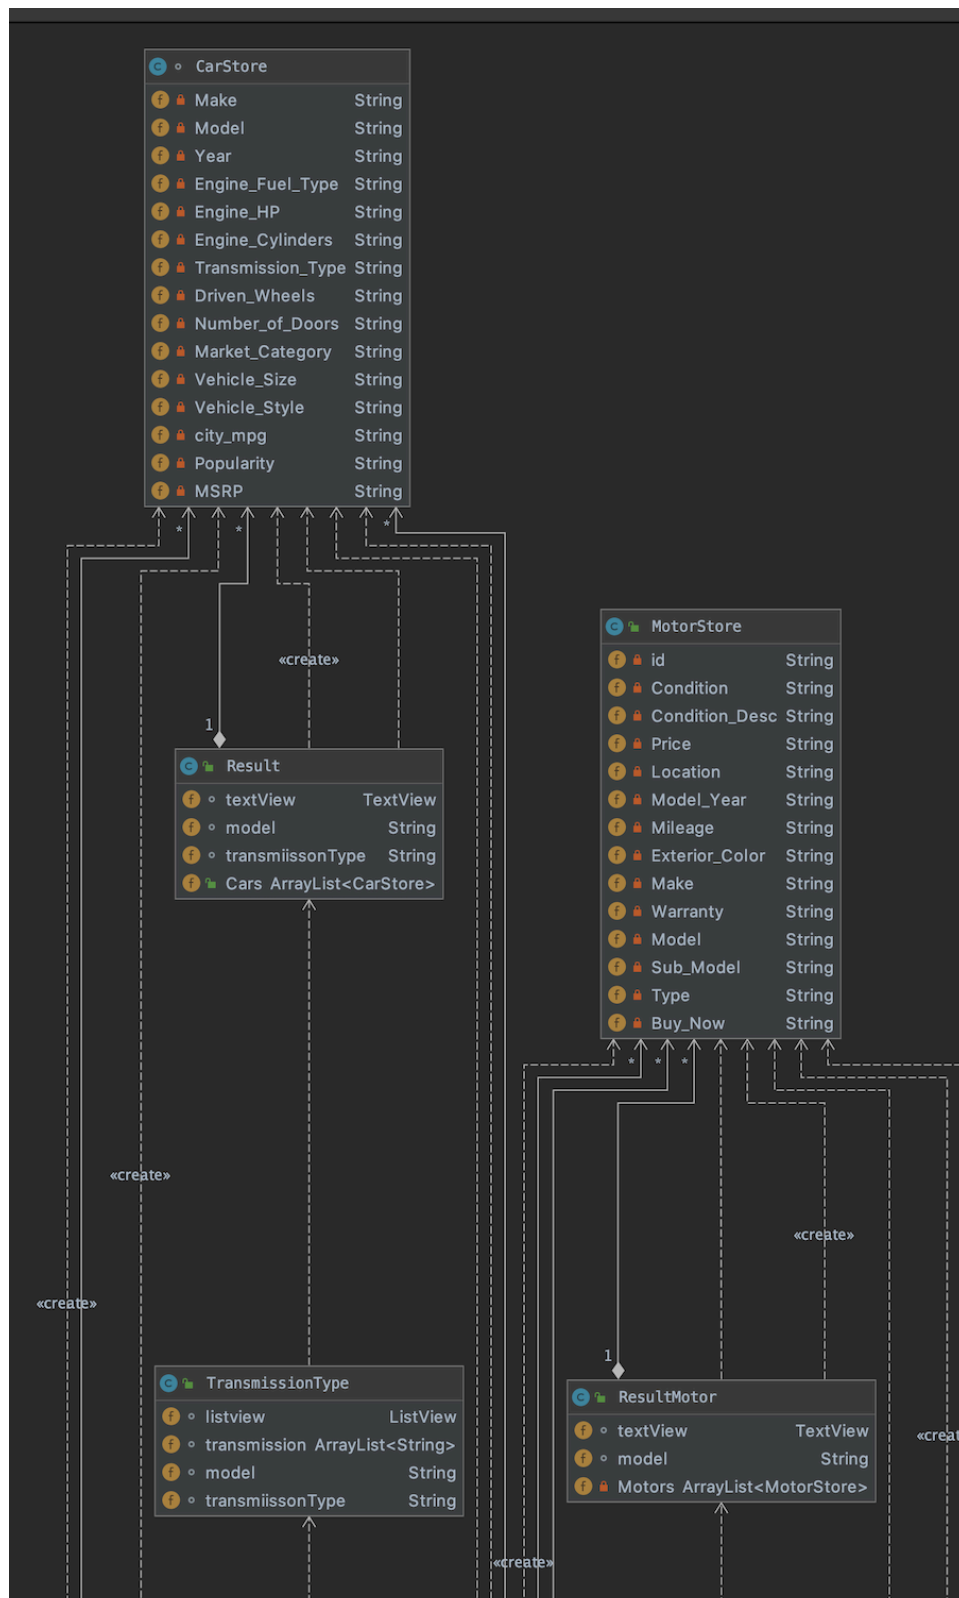 CarStore
Make String
Model String
Year String
Engine_Fuel_Type String
Engine_HP String
Engine_Cylinders String
Transmission_Type String
Driven_Wheels String
Number_of_Doors String
Market_Category String
Vehicle_Size String
Vehicle_Style String
city_mpg String
Popularity String
MSRP String
* * *
«create»
1
Result
textView TextView
model String
transmiissonType String
Cars ArrayList<CarStore>
MotorStore
id String
Condition String
Condition_Desc String
Price String
Location String
Model_Year String
Mileage String
Exterior_Color String
Make String
Warranty String
Model String
Sub_Model String
Type String
Buy_Now String
* * *
«create»
«create»
«create»
1
TransmissionType
listview ListView
transmission ArrayList<String>
model String
transmiissonType String
ResultMotor
textView TextView
model String
Motors ArrayList<MotorStore>
«creat
«create»